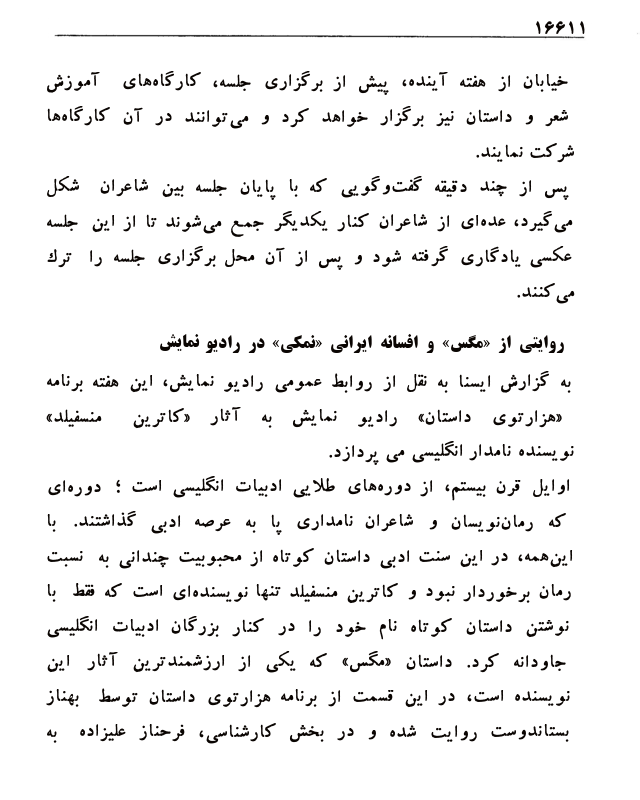 ۱۶۶۱۱
خیابان از هفته آینده، پیش از برگزاری جلسه، کارگاه‌های آموزش
شعر و داستان نیز برگزار خواهد کرد و می‌توانند در آن کارگاه‌ها
شرکت نمایند.
پس از چند دقیقه گفت‌وگویی که با پایان جلسه بین شاعران شکل
می‌گیرد، عده‌ای از شاعران کنار یکدیگر جمع می‌شوند تا از این جلسه
عکسی یادگاری گرفته شود و پس از آن محل برگزاری جلسه را ترك
می‌کنند.
روایتی از «مگس» و افسانه ایرانی «نمکی» در رادیو نمایش
به گزارش ایسنا به نقل از روابط عمومی رادیو نمایش، این هفته برنامه
«هزارتوی داستان» رادیو نمایش به آثار «کاترین منسفیلد»
نویسنده نامدار انگلیسی می پردازد.
اوایل قرن بیستم، از دوره‌های طلایی ادبیات انگلیسی است ؛ دوره‌ای
که رمان‌نویسان و شاعران نامداری پا به عرصه ادبی گذاشتند. با
این‌همه، در این سنت ادبی داستان کوتاه از محبوبیت چندانی به نسبت
رمان برخوردار نبود و کاترین منسفیلد تنها نویسنده‌ای است که فقط با
نوشتن داستان کوتاه نام خود را در کنار بزرگان ادبیات انگلیسی
جاودانه کرد. داستان «مگس» که یکی از ارزشمندترین آثار این
نویسنده است، در این قسمت از برنامه هزارتوی داستان توسط بهناز
بستاندوست روایت شده و در بخش کارشناسی، فرحناز علیزاده به